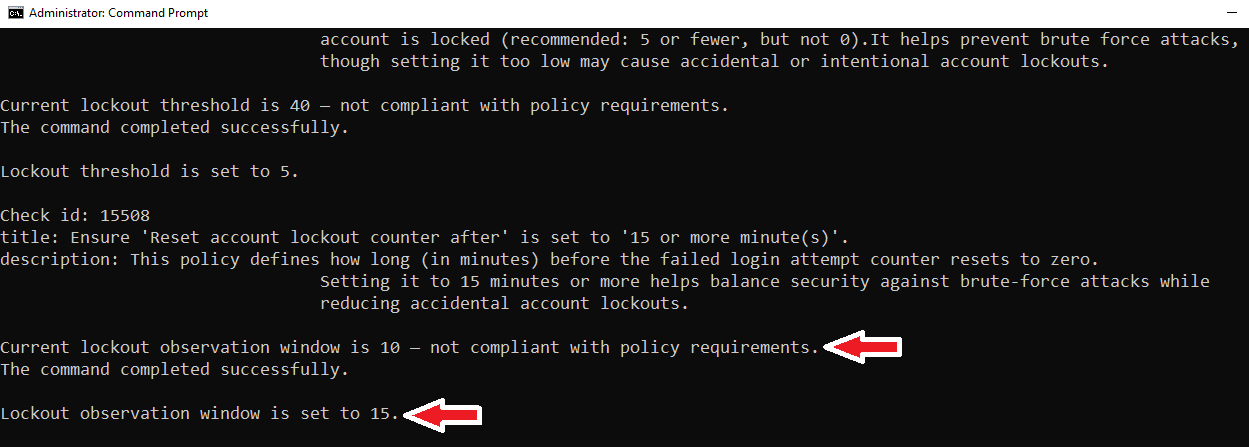 Administrator: Command Prompt
account is locked (recommended: 5 or fewer, but not 0).It helps prevent brute force attacks,
though setting it too low may cause accidental or intentional account lockouts.
Current lockout threshold is 40 — not compliant with policy requirements.
The command completed successfully.
Lockout threshold is set to 5.
Check id: 15508
title: Ensure 'Reset account lockout counter after' is set to '15 or more minute(s)'.
description: This policy defines how long (in minutes) before the failed login attempt counter resets to zero.
Setting it to 15 minutes or more helps balance security against brute-force attacks while
reducing accidental account lockouts.
Current lockout observation window is 10 — not compliant with policy requirements.
The command completed successfully.
Lockout observation window is set to 15.